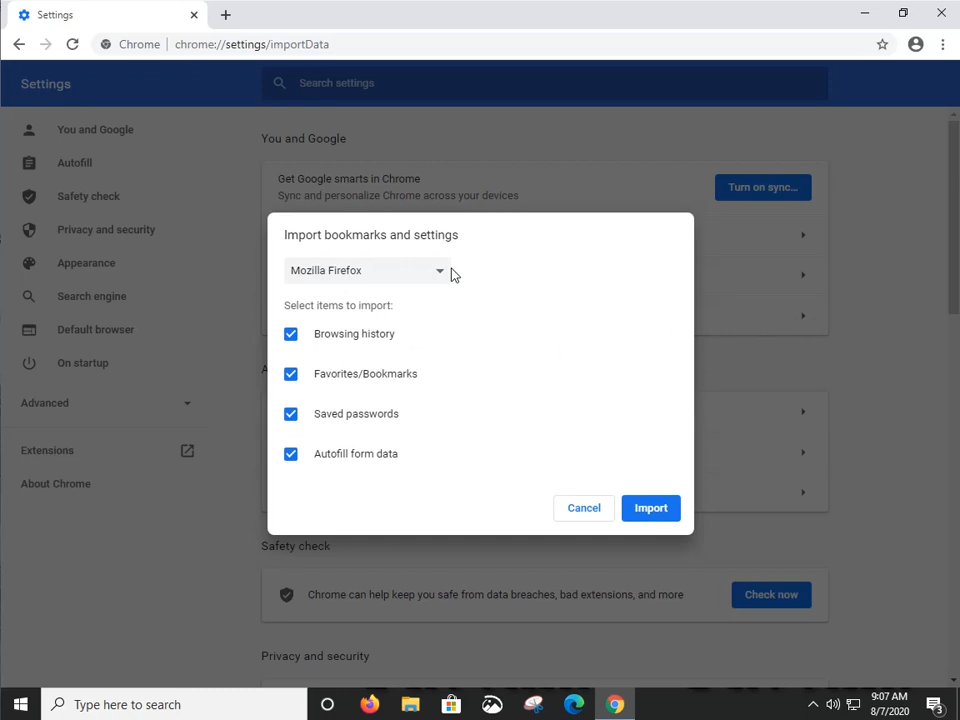 Settings
Chrome
chrome://settings/importData
Settings
Search settings
You and Google
Autofill
Safety check
Privacy and security
Appearance
Search engine
Default browser
On startup
Advanced
Extensions
About Chrome
You and Google
Get Google smarts in Chrome
Sync and personalize Chrome across your devices
Turn on sync...
Import bookmarks and settings
Mozilla Firefox
Select items to import:
Browsing history
Favorites/Bookmarks
Saved passwords
Autofill form data
Cancel
Import
Safety check
Chrome can help keep you safe from data breaches, bad extensions, and more
Check now
Privacy and security
Type here to search
9:07 AM
8/7/2020
3